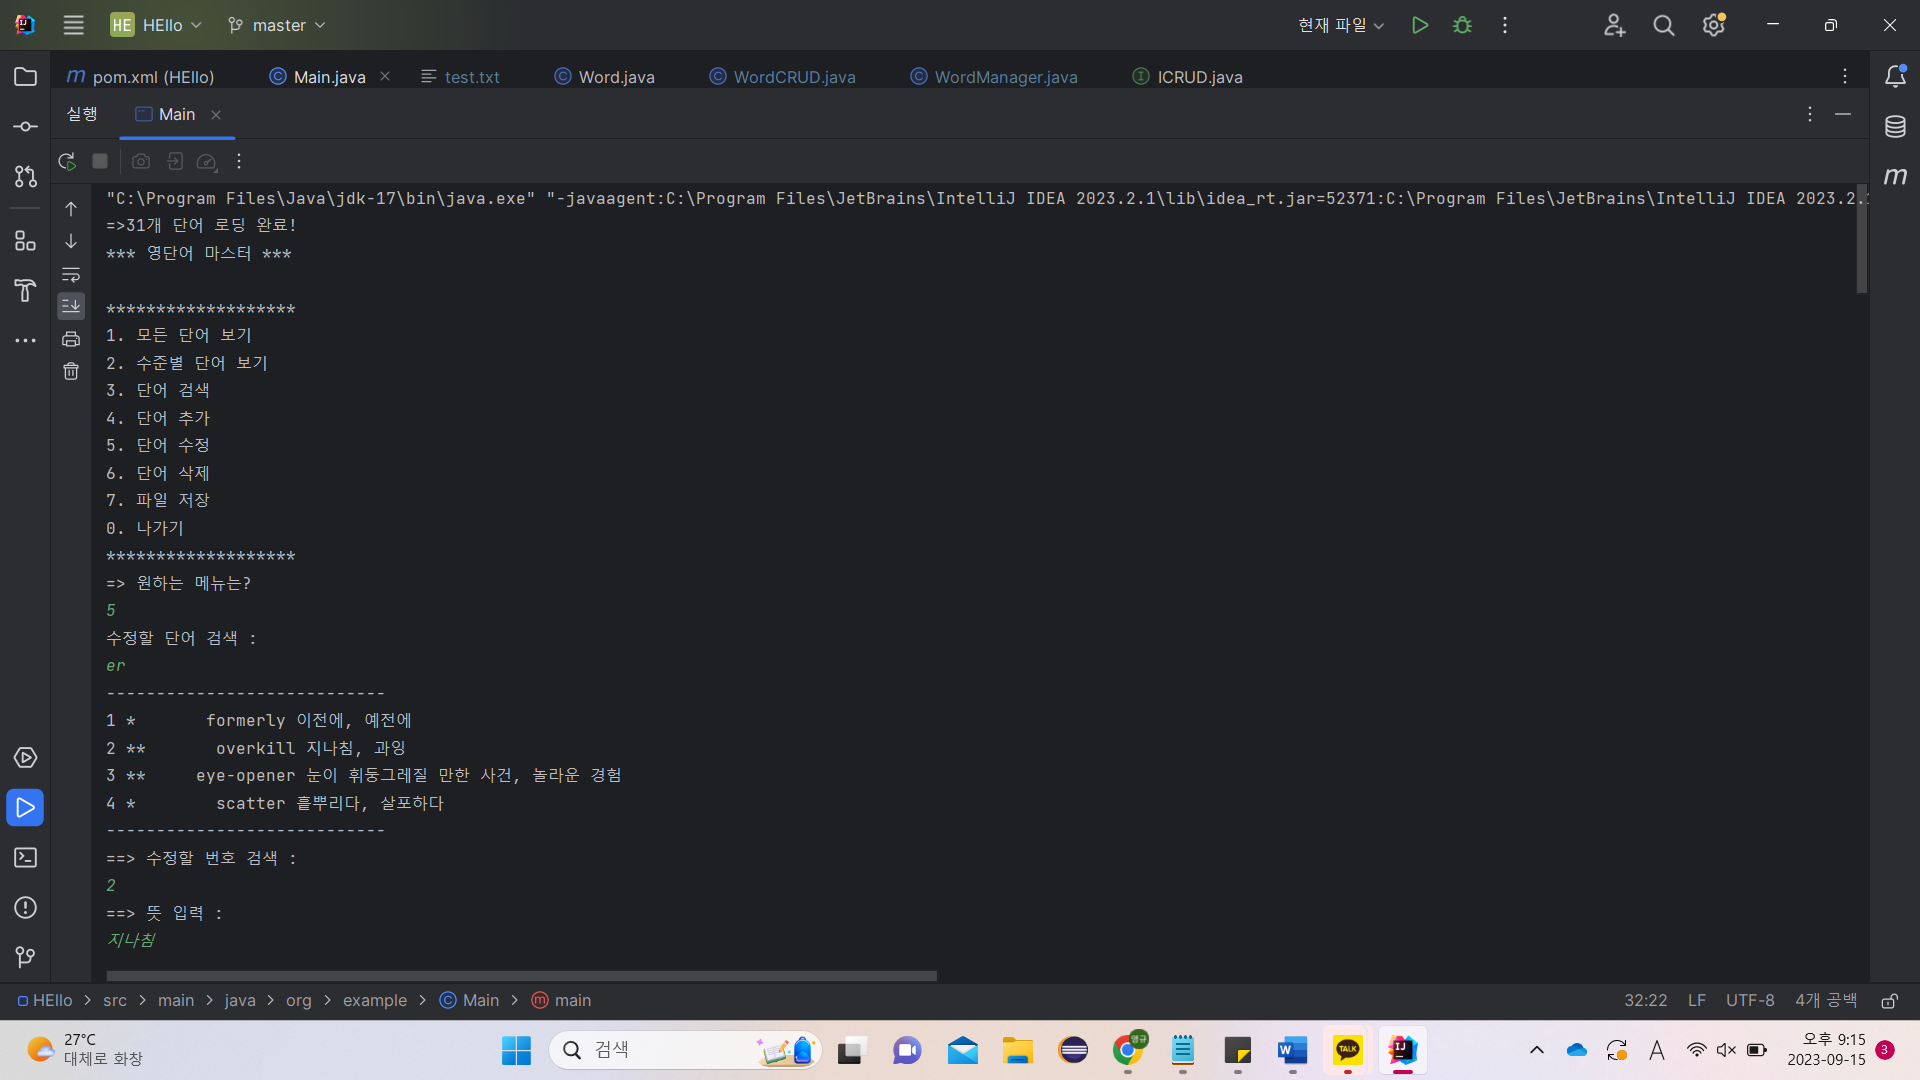 HE HEllo master 현재 파일
pom.xml (HEllo) Main.java test.txt Word.java WordCRUD.java WordManager.java ICRUD.java
실행 Main
"C:\Program Files\Java\jdk-17\bin\java.exe" "-javaagent:C:\Program Files\JetBrains\IntelliJ IDEA 2023.2.1\lib\idea_rt.jar=52371:C:\Program Files\JetBrains\IntelliJ IDEA 2023.2.1
=>31개 단어 로딩 완료!
*** 영단어 마스터 ***
*******************
1. 모든 단어 보기
2. 수준별 단어 보기
3. 단어 검색
4. 단어 추가
5. 단어 수정
6. 단어 삭제
7. 파일 저장
0. 나가기
*******************
=> 원하는 메뉴는?
5
수정할 단어 검색 :
er
----------------------------
1 * formerly 이전에, 예전에
2 ** overkill 지나침, 과잉
3 ** eye-opener 눈이 휘둥그레질 만한 사건, 놀라운 경험
4 * scatter 흩뿌리다, 살포하다
----------------------------
==> 수정할 번호 검색 :
2
==> 뜻 입력 :
지나침
HEllo > src > main > java > org > example > Main > main 32:22 LF UTF-8 4개 공백
27°C
대체로 화창
검색
TALK
A
오후 9:15
2023-09-15
3